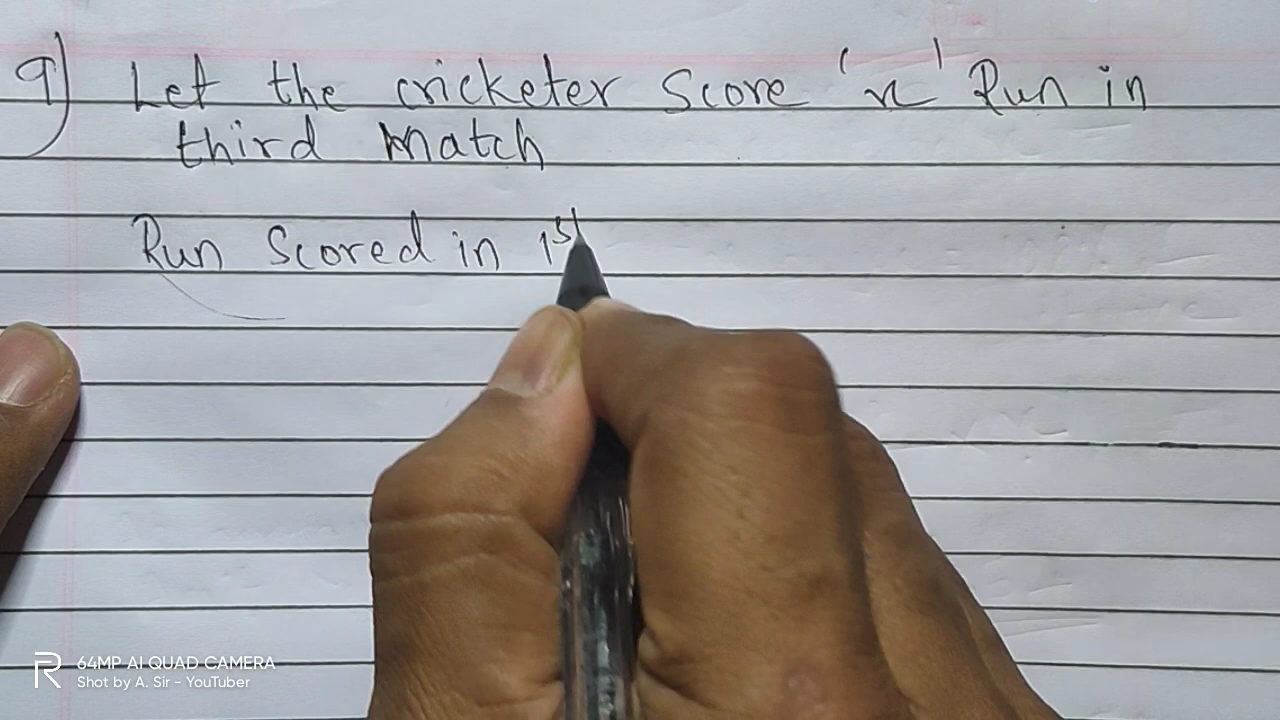 9) Let the cricketer Score 'x' Run in
third Match
Run Scored in 1st
64MP AI QUAD CAMERA
Shot by A. Sir - YouTuber